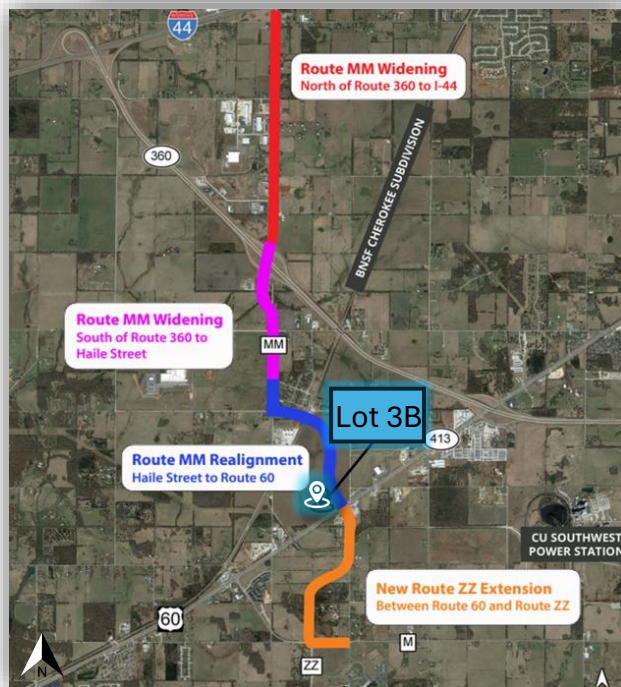 INTERSTATE
44
Route MM Widening
North of Route 360 to I-44
360
BNSF CHEROKEE SUBDIVISION
Route MM Widening
South of Route 360 to
Haile Street
MM
Lot 3B
413
Route MM Realignment
Haile Street to Route 60
CU SOUTHWEST
POWER STATION
New Route ZZ Extension
Between Route 60 and Route ZZ
60
M
ZZ
N